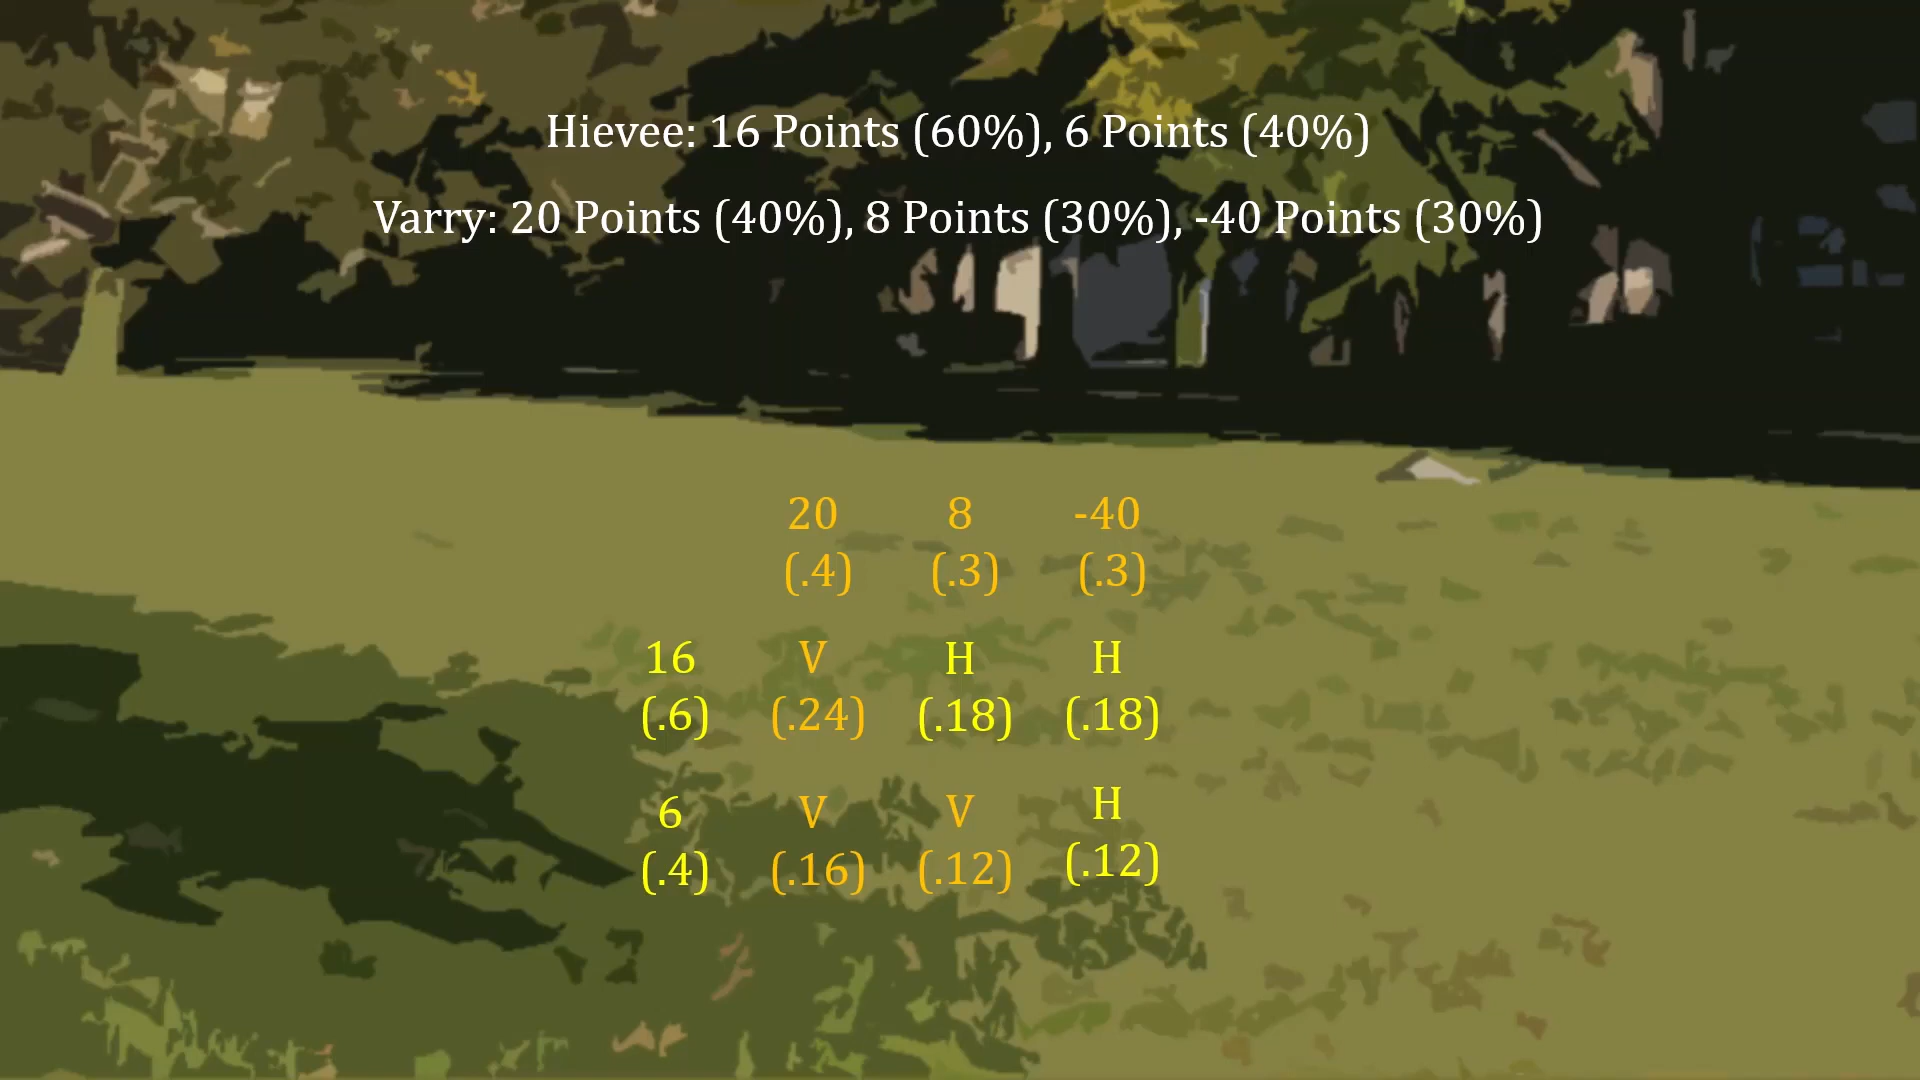 Hievee: 16 Points (60%), 6 Points (40%)
Varry: 20 Points (40%), 8 Points (30%), -40 Points (30%)
20 8 -40
(.4) (.3) (.3)
16 V H H
(.6) (.24) (.18) (.18)
6 V V H
(.4) (.16) (.12) (.12)